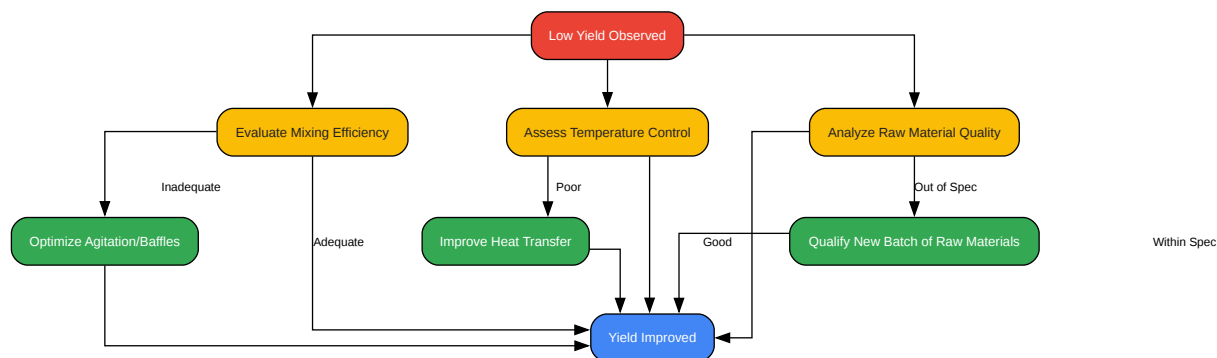 Low Yield Observed
Evaluate Mixing Efficiency
Assess Temperature Control
Analyze Raw Material Quality
Inadequate
Poor
Out of Spec
Optimize Agitation/Baffles
Adequate
Improve Heat Transfer
Good
Qualify New Batch of Raw Materials
Within Spec
Yield Improved